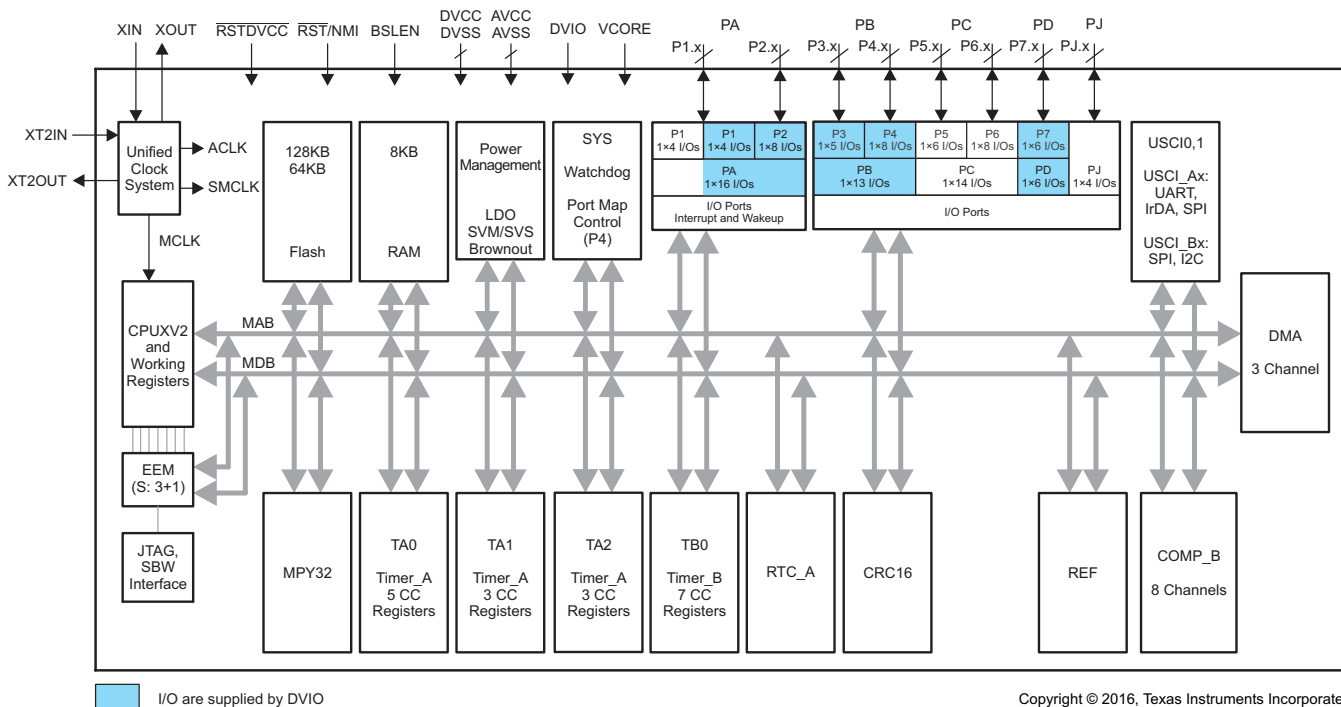 XIN
XOUT
RSTDVCC
RST/NMI
BSLEN
DVCC
DVSS
AVCC
AVSS
DVIO
VCORE
PA
P1.x
P2.x
PB
P3.x
P4.x
PC
P5.x
P6.x
PD
P7.x
PJ
PJ.x
XT2IN
XT2OUT
Unified
Clock
System
ACLK
SMCLK
MCLK
128KB
64KB
Flash
8KB
RAM
Power
Management
LDO
SVM/SVS
Brownout
SYS
Watchdog
Port Map
Control
(P4)
P1
1×4 I/Os
P1
1×4 I/Os
P2
1×8 I/Os
PA
1×16 I/Os
I/O Ports
Interrupt and Wakeup
P3
1×5 I/Os
P4
1×8 I/Os
P5
1×6 I/Os
P6
1×8 I/Os
P7
1×6 I/Os
PB
1×13 I/Os
PC
1×14 I/Os
PD
1×6 I/Os
PJ
1×4 I/Os
I/O Ports
USCI0,1
USCI_Ax:
UART,
IrDA, SPI
USCI_Bx:
SPI, I2C
CPUXV2
and
Working
Registers
MAB
MDB
DMA
3 Channel
EEM
(S: 3+1)
JTAG,
SBW
Interface
MPY32
TA0
Timer_A
5 CC
Registers
TA1
Timer_A
3 CC
Registers
TA2
Timer_A
3 CC
Registers
TB0
Timer_B
7 CC
Registers
RTC_A
CRC16
REF
COMP_B
8 Channels
I/O are supplied by DVIO
Copyright © 2016, Texas Instruments Incorporate